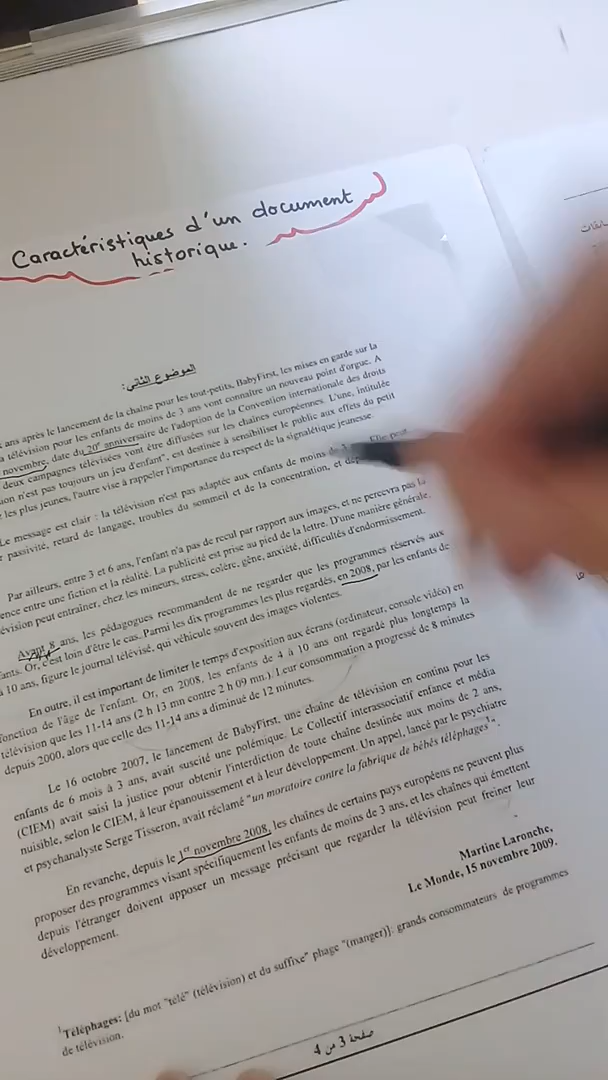 Caractéristiques d'un document
historique.
الموضوع الثاني:
ans après le lancement de la chaîne pour les tout-petits, BabyFirst, les mises en garde sur la
télévision pour les enfants de moins de 3 ans vont connaître un nouveau point d'orgue. A
novembre, date du 20e anniversaire de l'adoption de la Convention internationale des droits
deux campagnes télévisées vont être diffusées sur les chaînes européennes. L'une, intitulée
n'est pas toujours un jeu d'enfant", est destinée à sensibiliser le public aux effets du petit
les plus jeunes, l'autre vise à rappeler l'importance du respect de la signalétique jeunesse.
Le message est clair : la télévision n'est pas adaptée aux enfants de moins de Elle peut
passivité, retard de langage, troubles du sommeil et de la concentration, et
Par ailleurs, entre 3 et 6 ans, l'enfant n'a pas de recul par rapport aux images, et ne percevra pas la
entre une fiction et la réalité. La publicité est prise au pied de la lettre. D'une manière générale,
peut entraîner, chez les mineurs, stress, colère, gêne, anxiété, difficultés d'endormissement.
Avant 8 ans, les pédagogues recommandent de ne regarder que les programmes réservés aux
Or, c'est loin d'être le cas. Parmi les dix programmes les plus regardés, en 2008, par les enfants de
à 10 ans, figure le journal télévisé, qui véhicule souvent des images violentes.
En outre, il est important de limiter le temps d'exposition aux écrans (ordinateur, console vidéo) en
fonction de l'âge de l'enfant. Or, en 2008, les enfants de 4 à 10 ans ont regardé plus longtemps la
télévision que les 11-14 ans (2 h 13 mn contre 2 h 09 mn.) Leur consommation a progressé de 8 minutes
depuis 2000, alors que celle des 11-14 ans a diminué de 12 minutes.
Le 16 octobre 2007, le lancement de BabyFirst, une chaîne de télévision en continu pour les
enfants de 6 mois à 3 ans, avait suscité une polémique. Le Collectif interassociatif enfance et média
(CIEM) avait saisi la justice pour obtenir l'interdiction de toute chaîne destinée aux moins de 2 ans,
nuisible, selon le CIEM, à leur épanouissement et à leur développement. Un appel, lancé par le psychiatre
et psychanalyste Serge Tisseron, avait réclamé "un moratoire contre la fabrique de bébés téléphages1".
En revanche, depuis le 1er novembre 2008, les chaînes de certains pays européens ne peuvent plus
proposer des programmes visant spécifiquement les enfants de moins de 3 ans, et les chaînes qui émettent
depuis l'étranger doivent apposer un message précisant que regarder la télévision peut freiner leur
développement.
Martine Laronche,
Le Monde, 15 novembre 2009.
1Téléphages: [du mot "télé" (télévision) et du suffixe" phage "(manger)]: grands consommateurs de programmes
de télévision.
صفحة 3 من 4